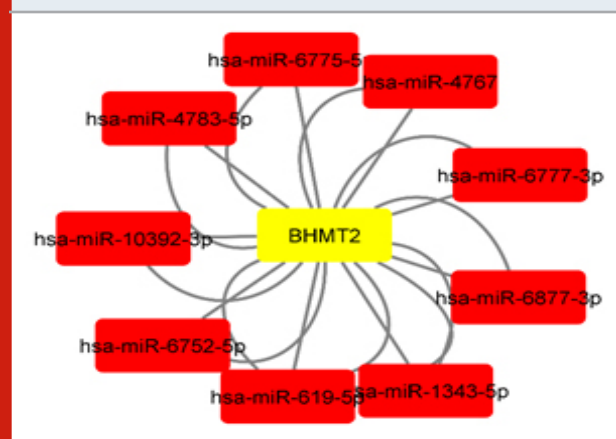 hsa-miR-6775-5
hsa-miR-4767
hsa-miR-4783-5p
hsa-miR-6777-3p
BHMT2
hsa-miR-10392-3p
hsa-miR-6877-3p
hsa-miR-6752-5p
hsa-miR-619-5p
sa-miR-1343-5p